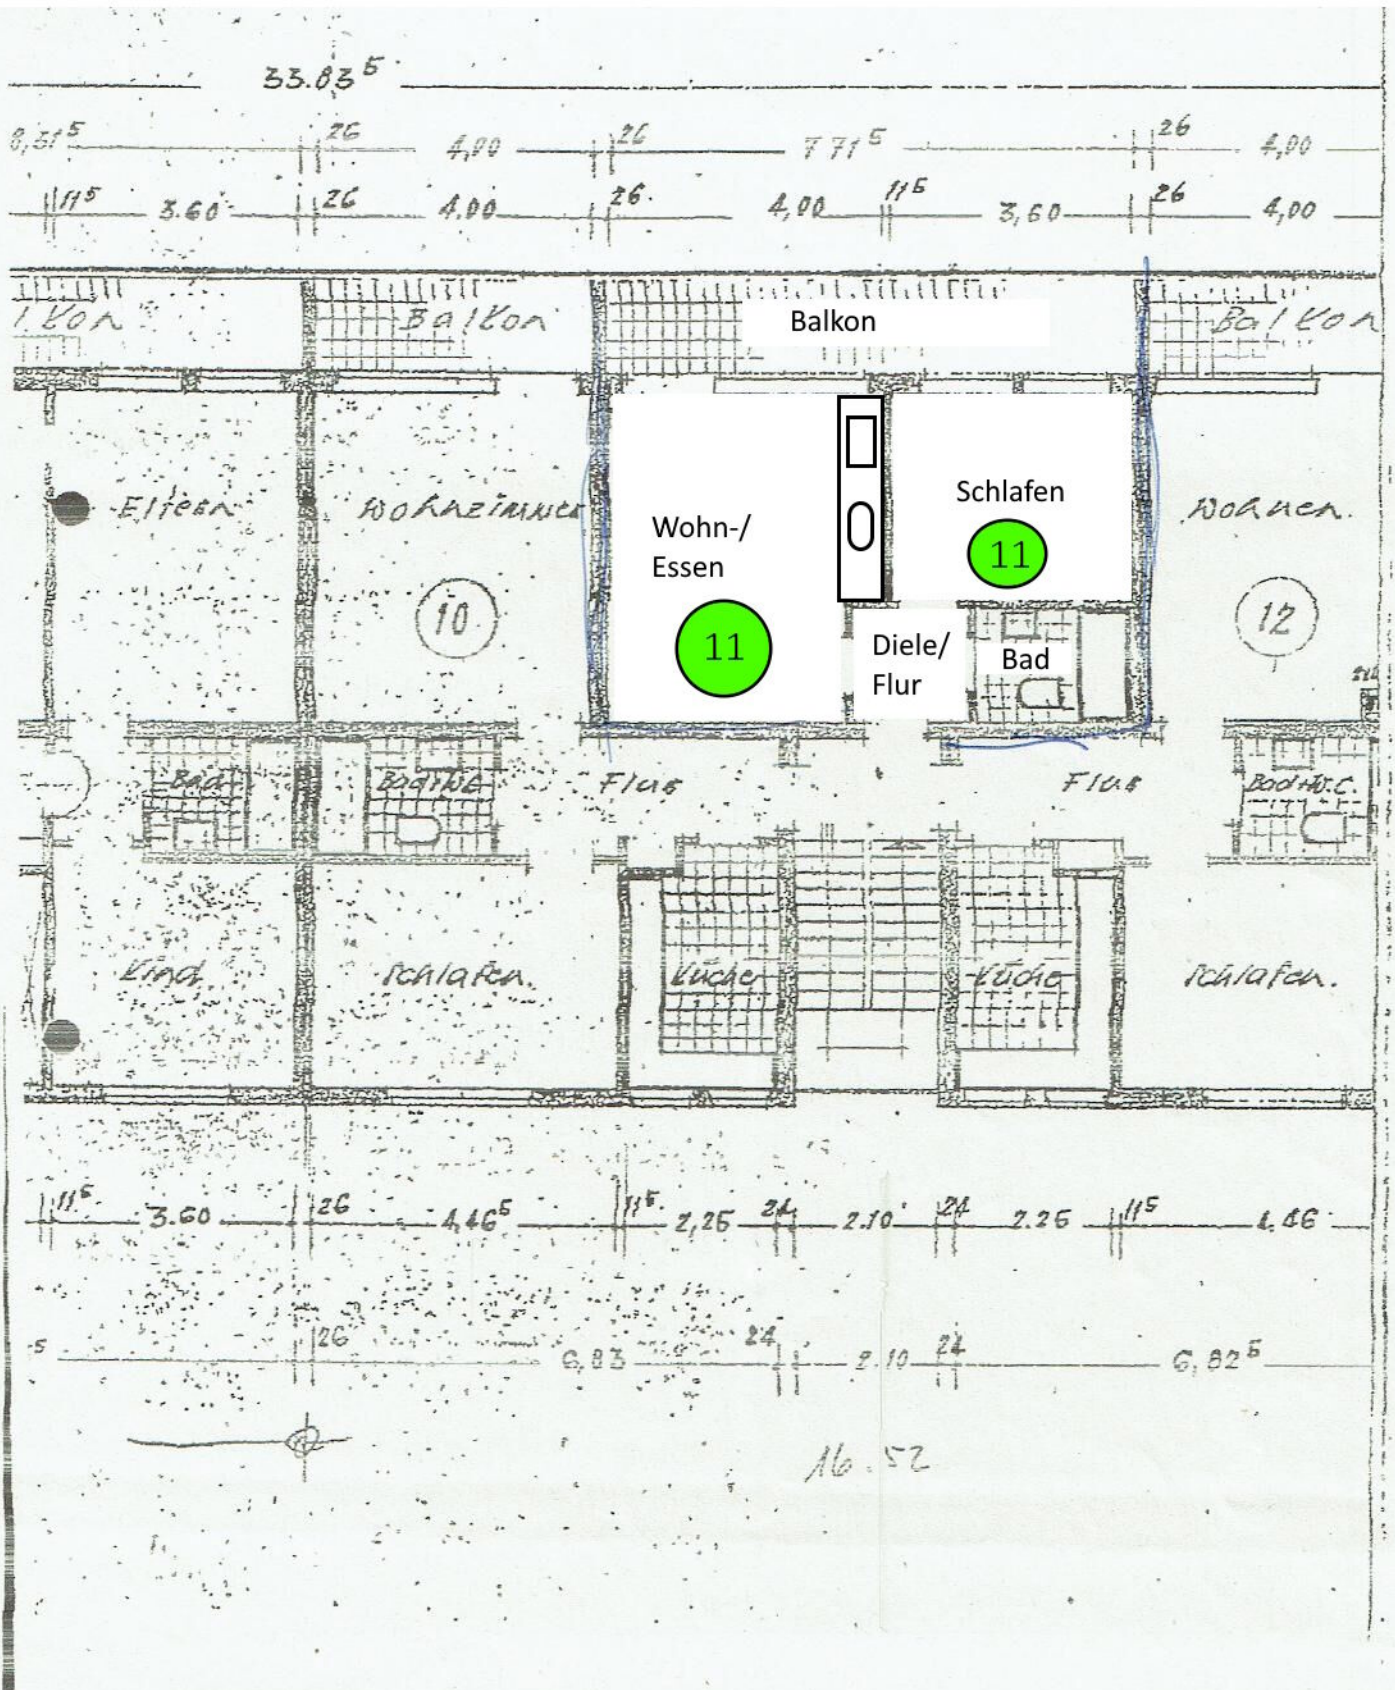 33.83⁵
8,51⁵ 26 4,00 26 7 71⁵ 26 4,00
11⁵ 3.60 26 4.00 26. 4,00 11⁵ 3,60 26 4,00
Balkon Balkon Balkon
Eltern Wohnzimmer Wohn-/ Schlafen Wohnen.
Essen 11
10 11 Diele/ Bad 12
Flur
Bad Bad+W.C Flur Flur Bad+W.C.
Kind Schlafen. Küche Küche Schlafen.
11⁵ 3.60 26 4,46⁵ 11⁵ 2,26 24 2.10 24 2.26 11⁵ 4.46
5 26 6,83 24 2.10 24 6,82⁵
16.52